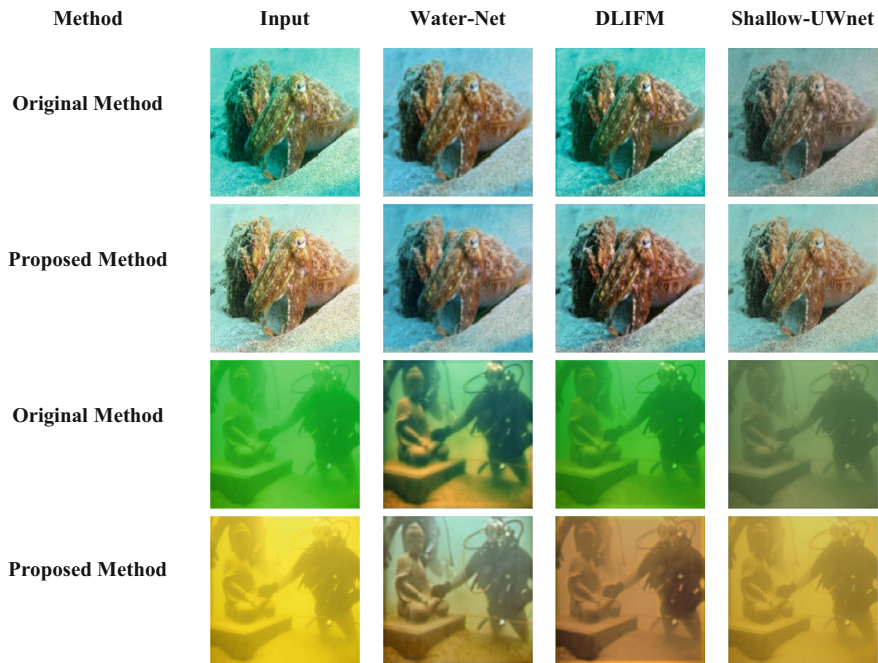 Method Input Water-Net DLIFM Shallow-UWnet
Original Method
Proposed Method
Original Method
Proposed Method